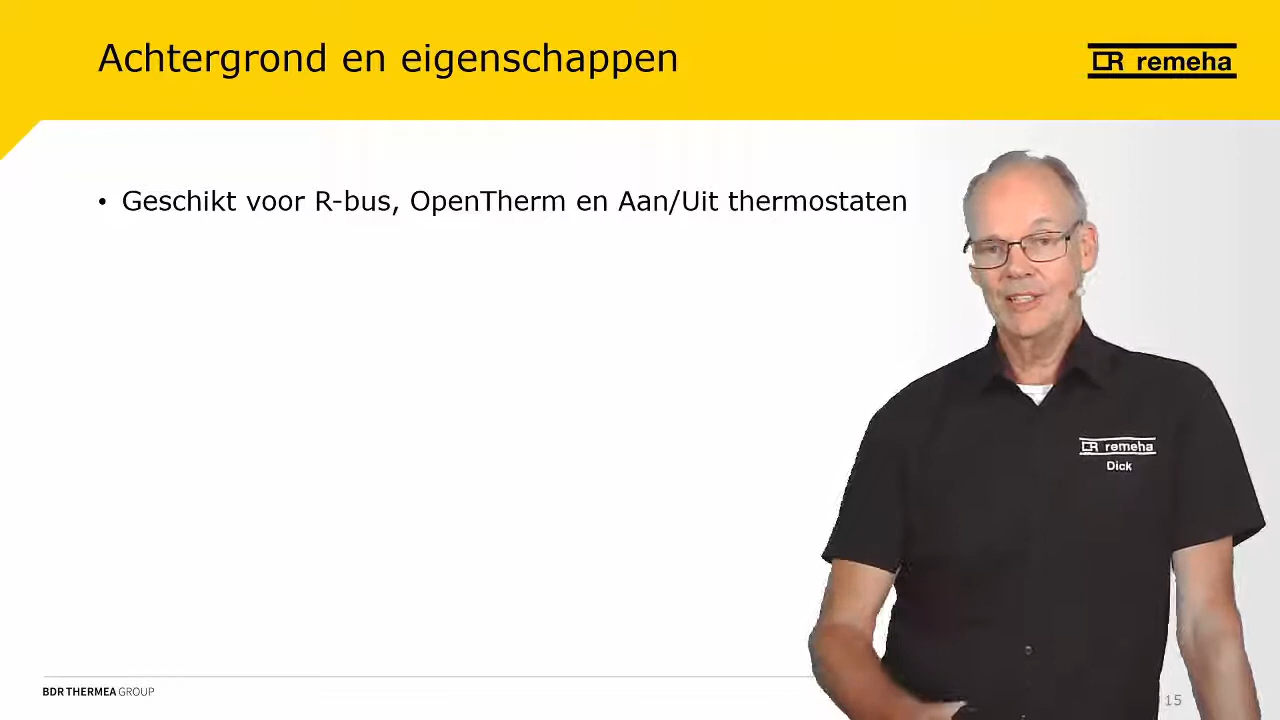 Achtergrond en eigenschappen
remeha
• Geschikt voor R-bus, OpenTherm en Aan/Uit thermostaten
remeha
Dick
BDR THERMEA GROUP
15